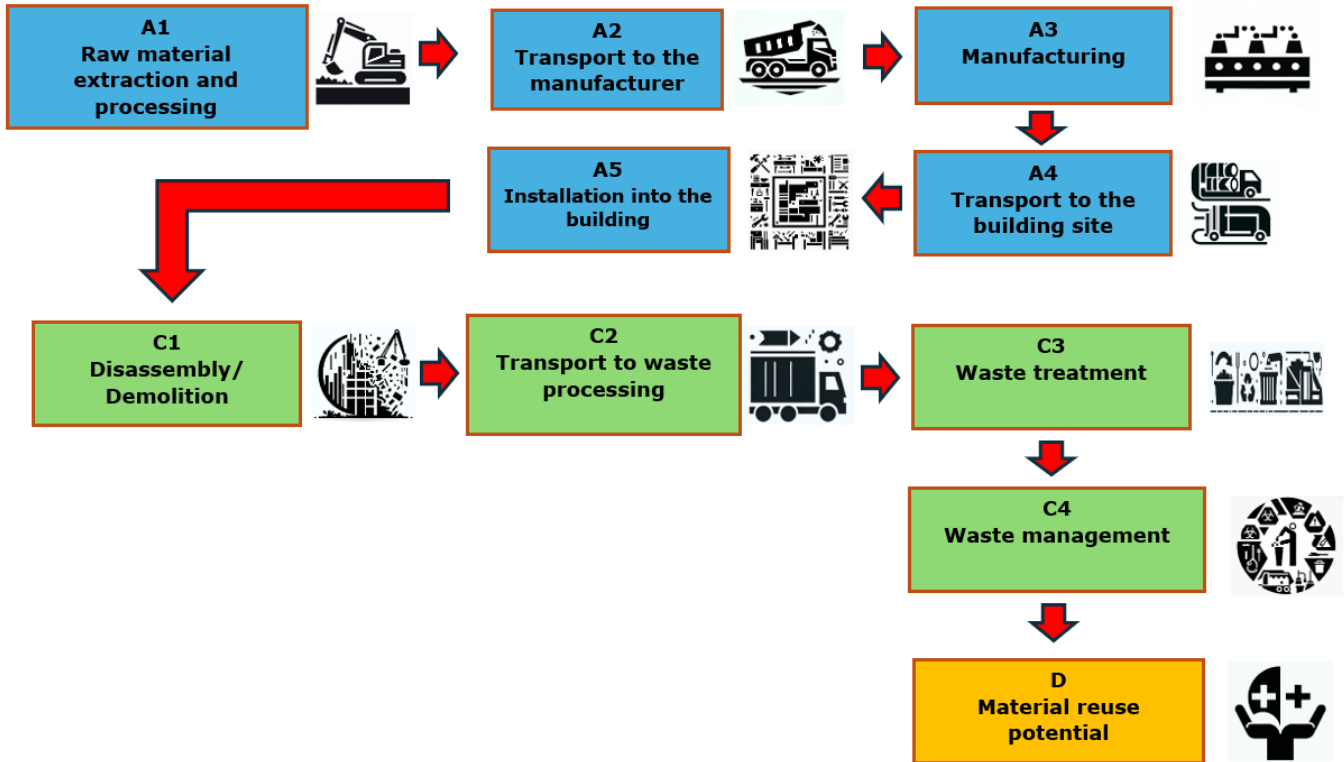 A1
Raw material
extraction and
processing
A2
Transport to the
manufacturer
A3
Manufacturing
A5
Installation into the
building
A4
Transport to the
building site
C1
Disassembly/
Demolition
C2
Transport to waste
processing
C3
Waste treatment
C4
Waste management
D
Material reuse
potential